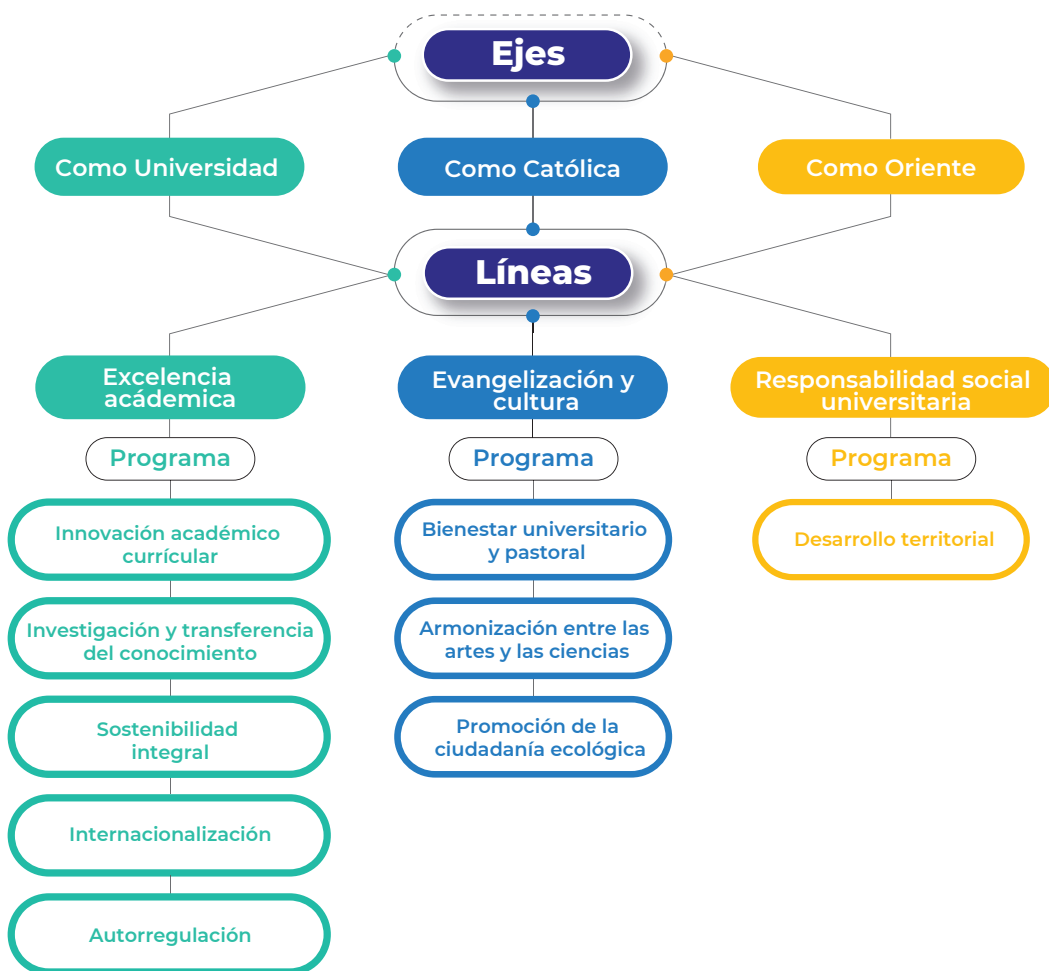 Ejes
Como Universidad
Como Católica
Como Oriente
Líneas
Excelencia
acádemica
Evangelización y
cultura
Responsabilidad social
universitaria
Programa
Programa
Programa
Innovación académico
currícular
Investigación y transferencia
del conocimiento
Sostenibilidad
integral
Internacionalización
Autorregulación
Bienestar universitario
y pastoral
Armonización entre las
artes y las ciencias
Promoción de la
ciudadanía ecológica
Desarrollo territorial